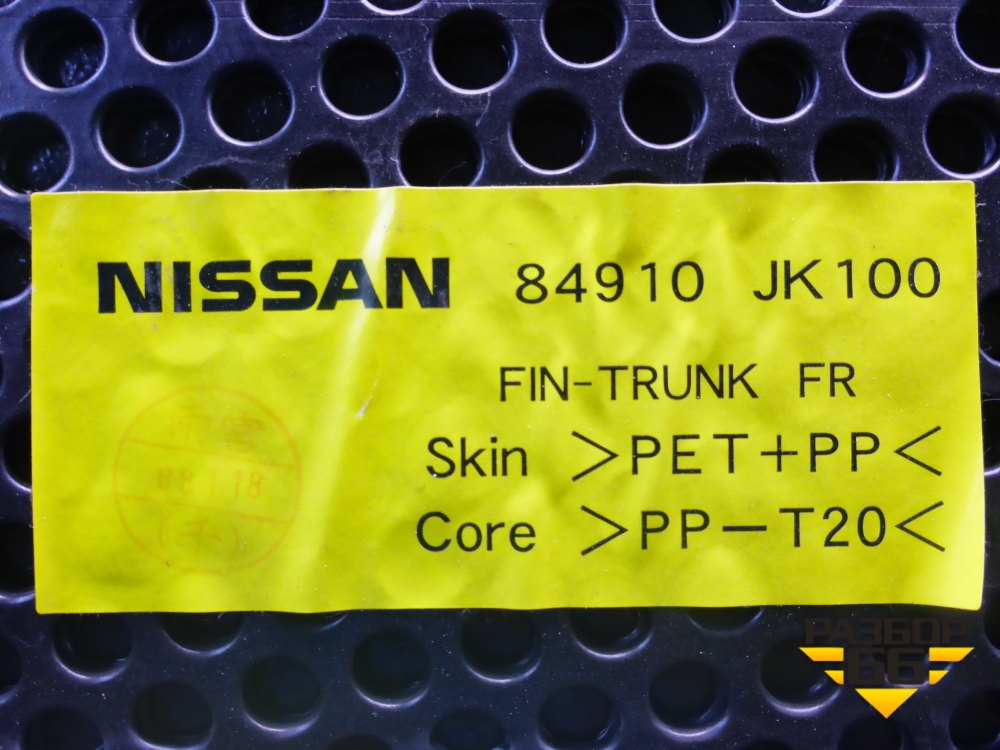 NISSAN 84910 JK100
FIN-TRUNK FR
Skin >PET+PP<
Core >PP-T20<
РАЗБОР
66